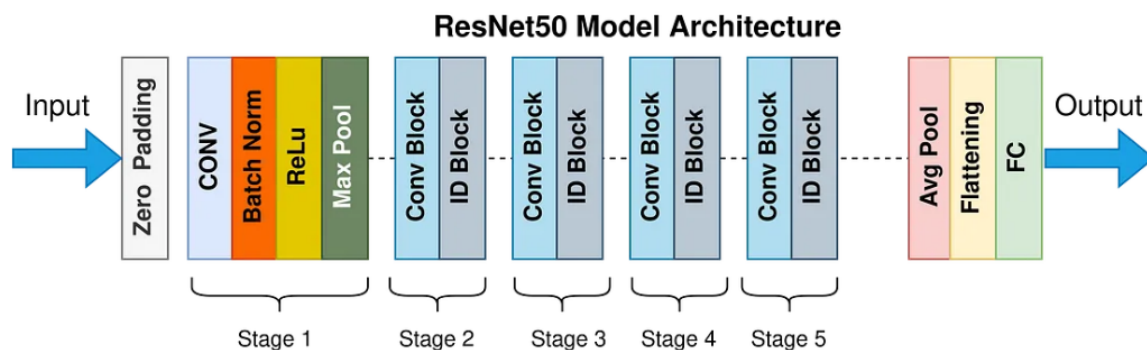 ResNet50 Model Architecture
Input
Zero Padding
CONV
Batch Norm
ReLu
Max Pool
Conv Block
ID Block
Conv Block
ID Block
Conv Block
ID Block
Conv Block
ID Block
Avg Pool
Flattening
FC
Output
Stage 1
Stage 2
Stage 3
Stage 4
Stage 5